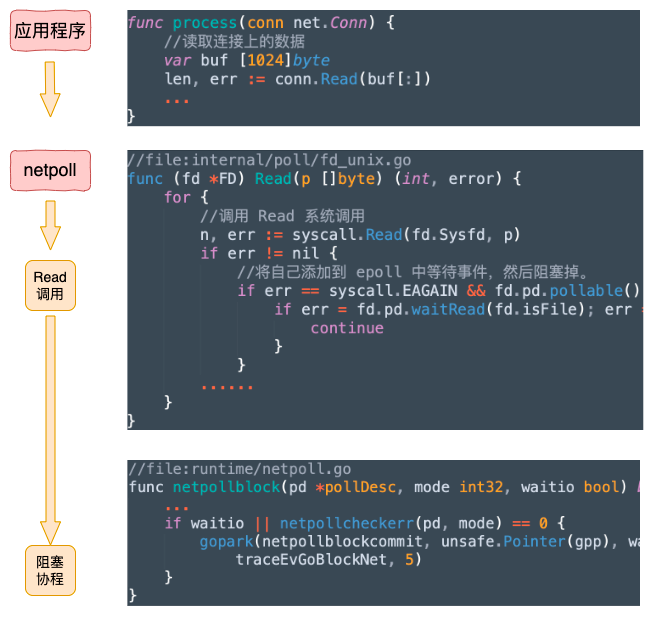 应用程序
func process(conn net.Conn) {
//读取连接上的数据
var buf [1024]byte
len, err := conn.Read(buf[:])
...
}
netpoll
//file:internal/poll/fd_unix.go
func (fd *FD) Read(p []byte) (int, error) {
for {
//调用 Read 系统调用
n, err := syscall.Read(fd.Sysfd, p)
if err != nil {
//将自己添加到 epoll 中等待事件，然后阻塞掉。
if err == syscall.EAGAIN && fd.pd.pollable()
if err = fd.pd.waitRead(fd.isFile); err =
continue
}
}
......
}
}
Read
调用
//file:runtime/netpoll.go
func netpollblock(pd *pollDesc, mode int32, waitio bool)
...
if waitio || netpollcheckerr(pd, mode) == 0 {
gopark(netpollblockcommit, unsafe.Pointer(gpp),
traceEvGoBlockNet, 5)
}
}
阻塞
协程